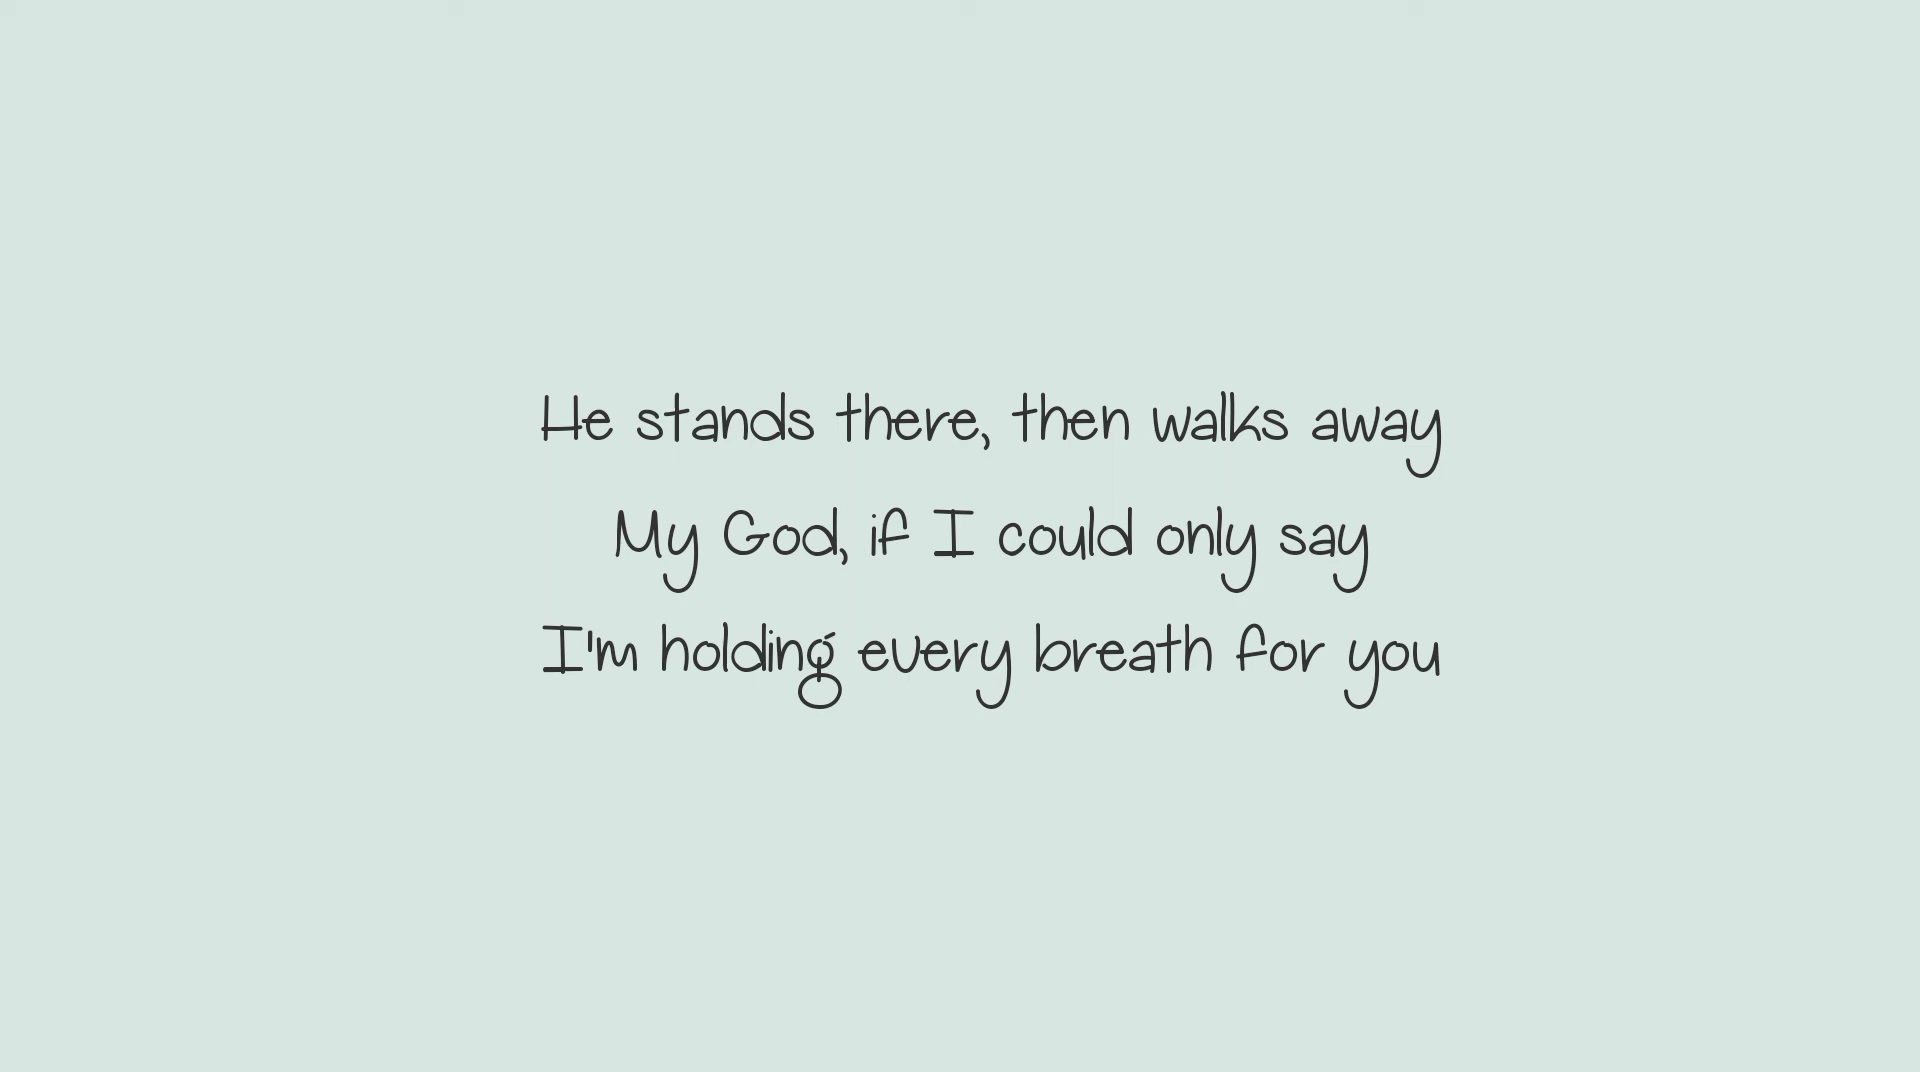 He stands there, then walks away
My God, if I could only say
I'm holding every breath for you